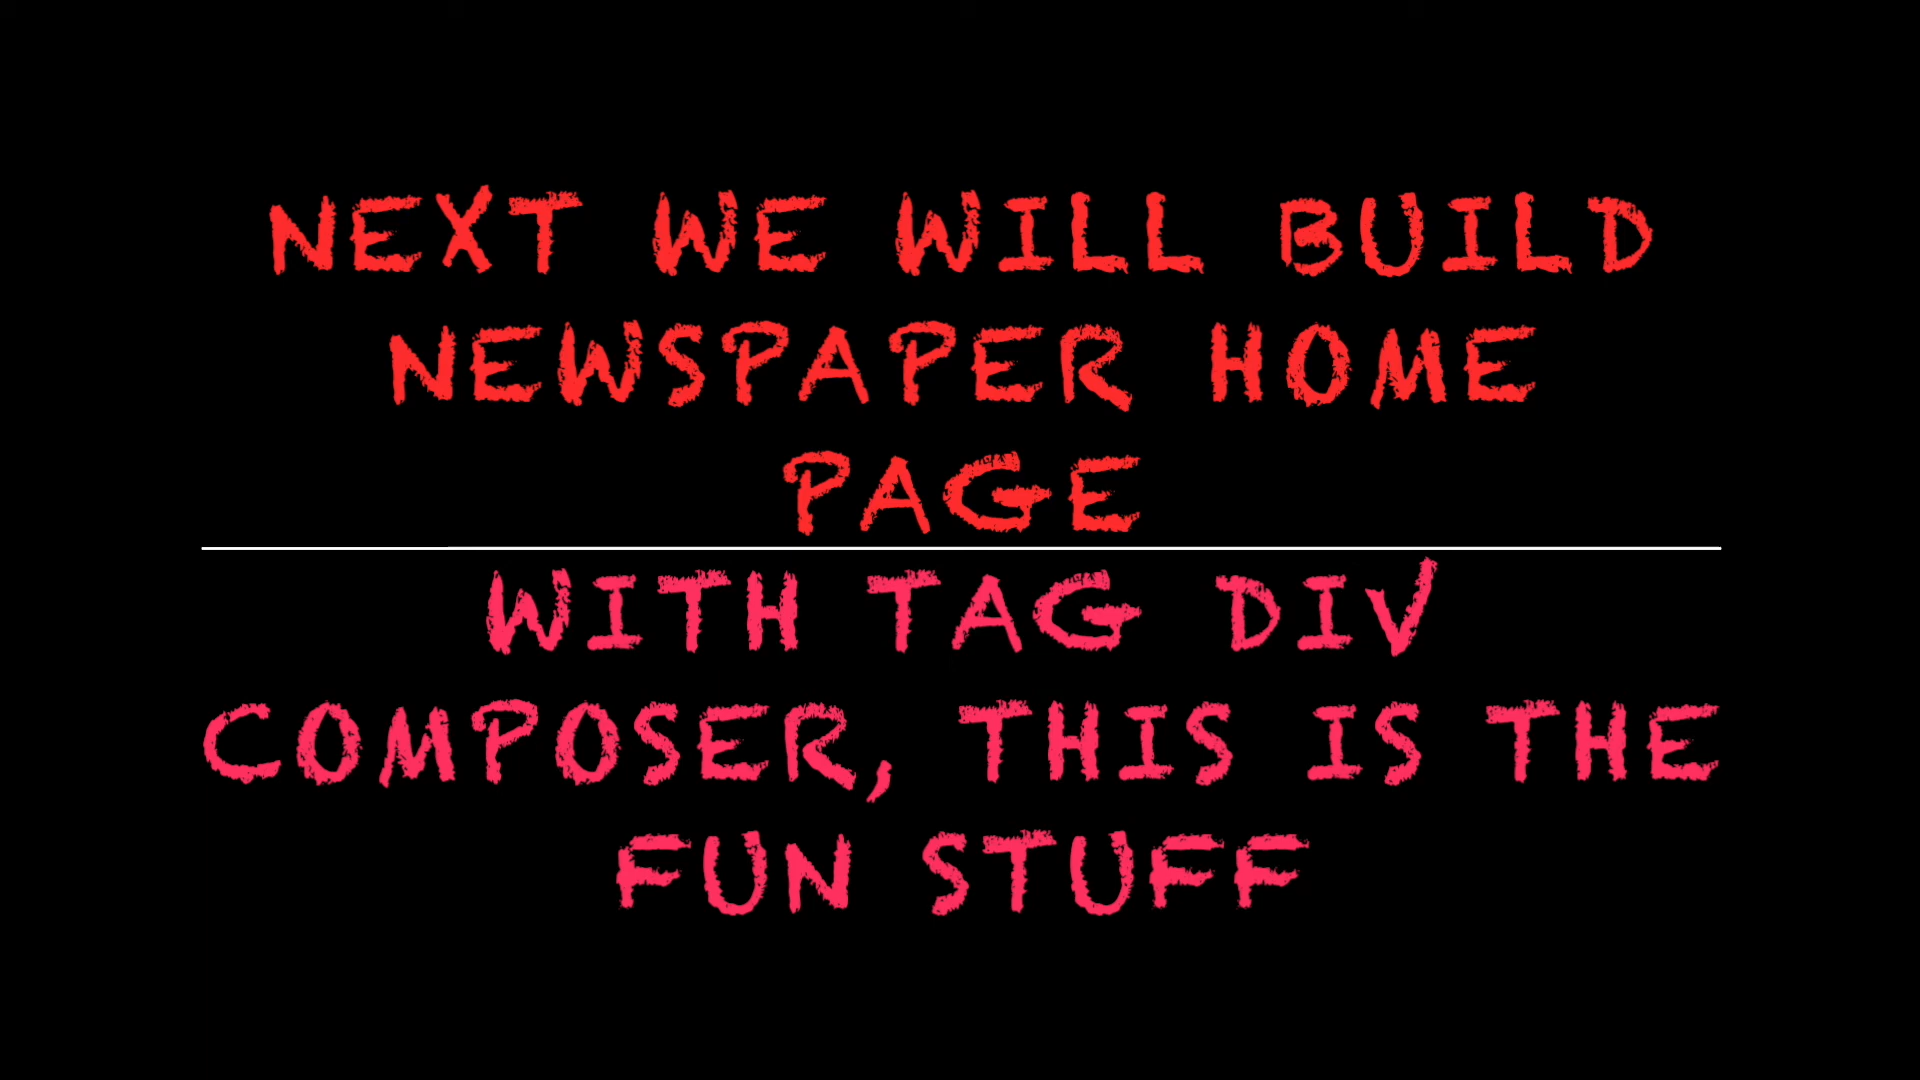 NEXT WE WILL BUILD
NEWSPAPER HOME
PAGE
WITH TAG DIV
COMPOSER, THIS IS THE
FUN STUFF